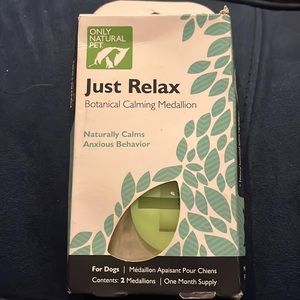 ONLY
NATURAL
PET
Just Relax
Botanical Calming Medallion
Naturally Calms
Anxious Behavior
For Dogs | Médaillon Apaisant Pour Chiens
Contents: 2 Medallions | One Month Supply